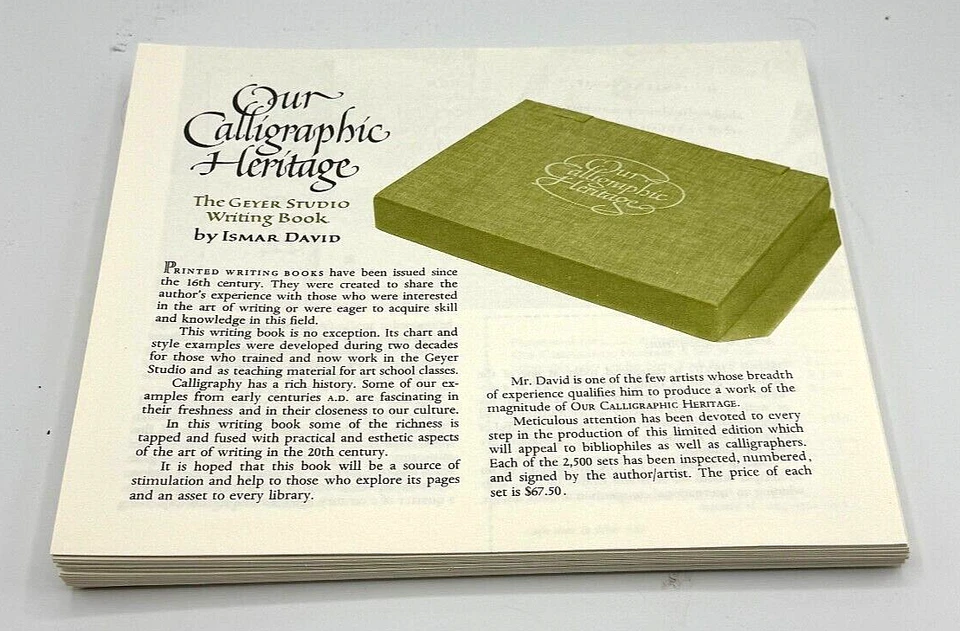 Our
Calligraphic
Heritage
The GEYER STUDIO
Writing Book
by ISMAR DAVID
PRINTED WRITING BOOKS have been issued since
the 16th century. They were created to share the
author's experience with those who were interested
in the art of writing or were eager to acquire skill
and knowledge in this field.
This writing book is no exception. Its chart and
style examples were developed during two decades
for those who trained and now work in the Geyer
Studio and as teaching material for art school classes.
Calligraphy has a rich history. Some of our ex-
amples from early centuries A.D. are fascinating in
their freshness and in their closeness to our culture.
In this writing book some of the richness is
tapped and fused with practical and esthetic aspects
of the art of writing in the 20th century.
It is hoped that this book will be a source of
stimulation and help to those who explore its pages
and an asset to every library.
Our
Calligraphic
Heritage
Mr. David is one of the few artists whose breadth
of experience qualifies him to produce a work of the
magnitude of OUR CALLIGRAPHIC HERITAGE.
Meticulous attention has been devoted to every
step in the production of this limited edition which
will appeal to bibliophiles as well as calligraphers.
Each of the 2,500 sets has been inspected, numbered,
and signed by the author/artist. The price of each
set is $67.50.